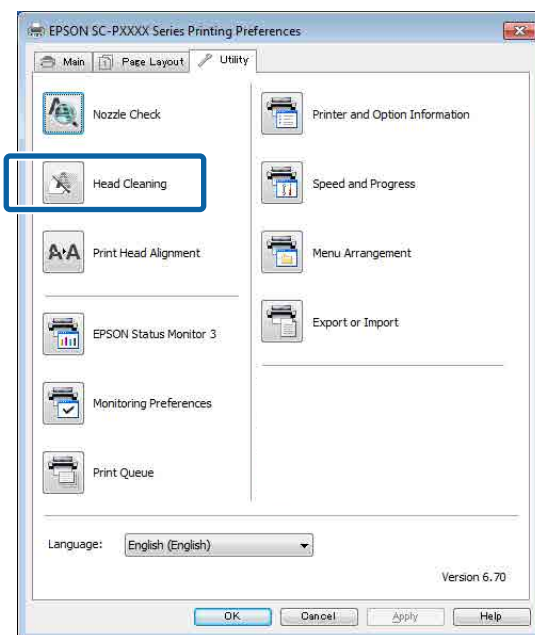 EPSON SC-PXXXX Series Printing Preferences
Main Page Layout Utility
Nozzle Check
Head Cleaning
A A Print Head Alignment
EPSON Status Monitor 3
Monitoring Preferences
Print Queue
Printer and Option Information
Speed and Progress
Menu Arrangement
Export or Import
Language: English (English)
Version 6.70
OK Cancel Apply Help